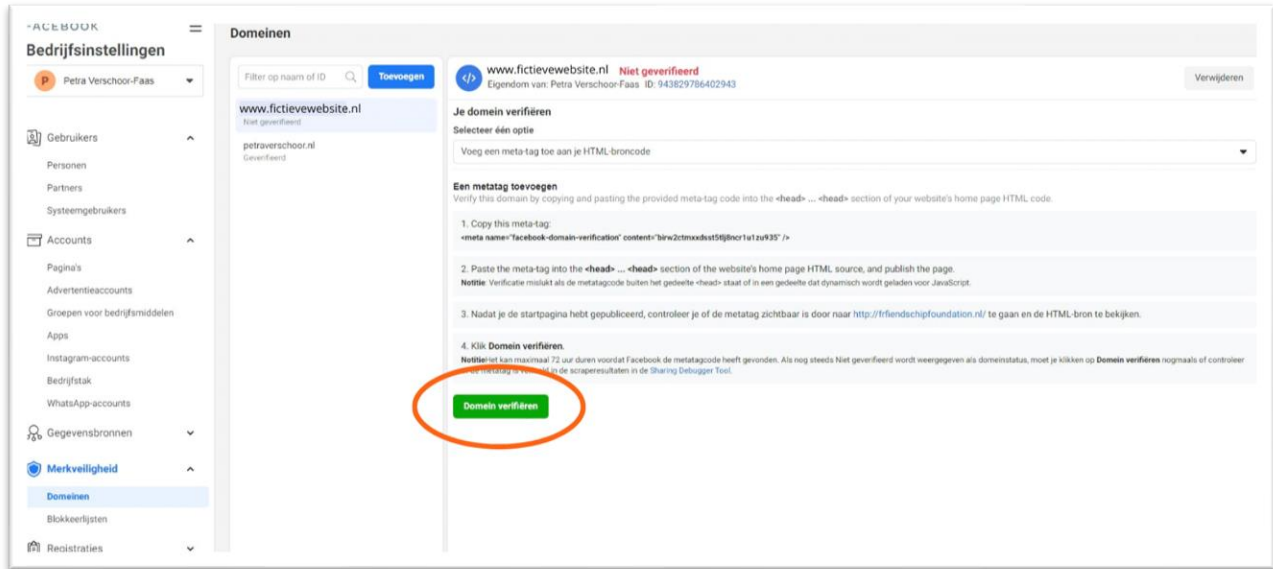 -ACEBOOK
Bedrijfsinstellingen
P Petra Verschoor-Faas
Gebruikers
Personen
Partners
Systeemgebruikers
Accounts
Pagina's
Advertentieaccounts
Groepen voor bedrijfsmiddelen
Apps
Instagram-accounts
Bedrijfstak
WhatsApp-accounts
Gegevensbronnen
Merkveiligheid
Domeinen
Blokkeerlijsten
Registraties
Domeinen
Filter op naam of ID
Toevoegen
www.fictievewebsite.nl
Niet geverifieerd
petraverschoor.nl
Geverifieerd
</> www.fictievewebsite.nl Niet geverifieerd
Eigendom van: Petra Verschoor-Faas ID: 943829786402943
Verwijderen
Je domein verifiëren
Selecteer één optie
Voeg een meta-tag toe aan je HTML-broncode
Een metatag toevoegen
Verify this domain by copying and pasting the provided meta-tag code into the <head> ... <head> section of your website's home page HTML code.
1. Copy this meta-tag:
<meta name="facebook-domain-verification" content="birw2ctmxxdsst5tlj8ncr1u1zu935" />
2. Paste the meta-tag into the <head> ... <head> section of the website's home page HTML source, and publish the page.
Notitie: Verificatie mislukt als de metatagcode buiten het gedeelte <head> staat of in een gedeelte dat dynamisch wordt geladen voor JavaScript.
3. Nadat je de startpagina hebt gepubliceerd, controleer je of de metatag zichtbaar is door naar http://frfiendschipfoundation.nl/ te gaan en de HTML-bron te bekijken.
4. Klik Domein verifiëren.
NotitieHet kan maximaal 72 uur duren voordat Facebook de metatagcode heeft gevonden. Als nog steeds Niet geverifieerd wordt weergegeven als domeinstatus, moet je klikken op Domein verifiëren nogmaals of controleer
de metatag is in de scraperesultaten in de Sharing Debugger Tool.
Domein verifiëren